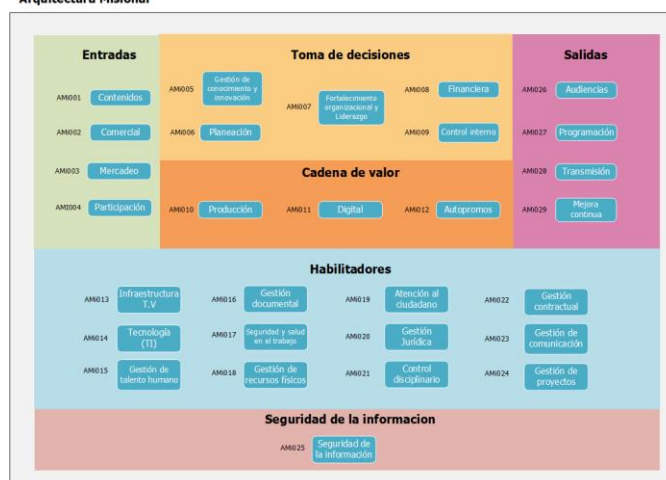 Arquitectura Misional
Entradas
AMI001 Contenidos
AMI002 Comercial
AMI003 Mercadeo
AMI004 Participación
Toma de decisiones
AMI005 Gestión de
conocimiento y
innovación
AMI006 Planeación
AMI007 Fortalecimiento
organizacional y
Liderazgo
AMI008 Financiera
AMI009 Control interno
Cadena de valor
AMI010 Producción
AMI011 Digital
AMI012 Autopromos
Salidas
AMI026 Audiencias
AMI027 Programación
AMI028 Transmisión
AMI029 Mejora
continua
Habilitadores
AMI013 Infraestructura
T.V
AMI014 Tecnología
(TI)
AMI015 Gestión de
talento humano
AMI016 Gestión
documental
AMI017 Seguridad y salud
en el trabajo
AMI018 Gestión de
recursos físicos
AMI019 Atención al
ciudadano
AMI020 Gestión
Jurídica
AMI021 Control
disciplinario
AMI022 Gestión
contractual
AMI023 Gestión de
comunicación
AMI024 Gestión de
proyectos
Seguridad de la informacion
AMI025 Seguridad de
la información